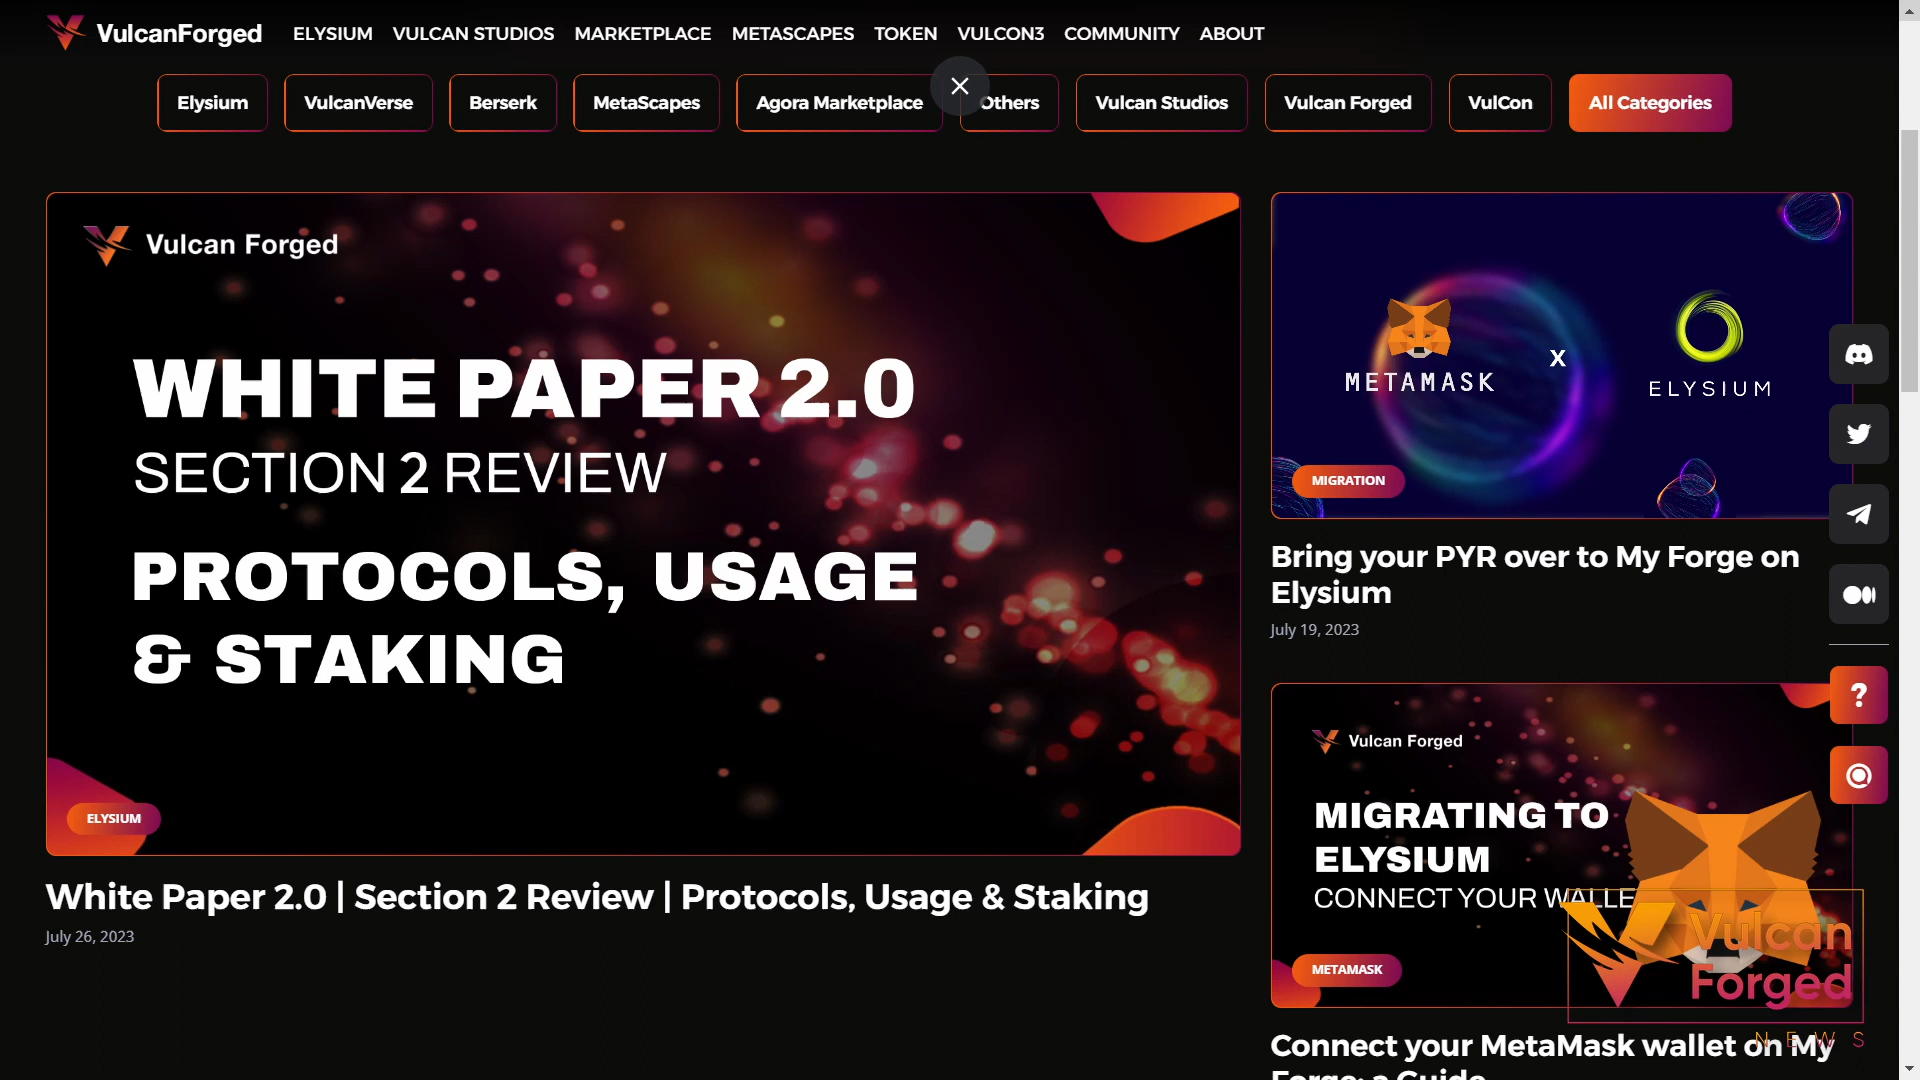 VulcanForged
ELYSIUM VULCAN STUDIOS MARKETPLACE METASCAPES TOKEN VULCON3 COMMUNITY ABOUT
Elysium VulcanVerse Berserk MetaScapes Agora Marketplace Others Vulcan Studios Vulcan Forged VulCon All Categories
Vulcan Forged
WHITE PAPER 2.0
SECTION 2 REVIEW
PROTOCOLS, USAGE
& STAKING
ELYSIUM
White Paper 2.0 | Section 2 Review | Protocols, Usage & Staking
July 26, 2023
METAMASK
X
ELYSIUM
MIGRATION
Bring your PYR over to My Forge on
Elysium
July 19, 2023
?
Vulcan Forged
MIGRATING TO
ELYSIUM
CONNECT YOUR WALLE
METAMASK
Vulcan
Forged
NEWS
Connect your MetaMask wallet on My
Forge: a Guide